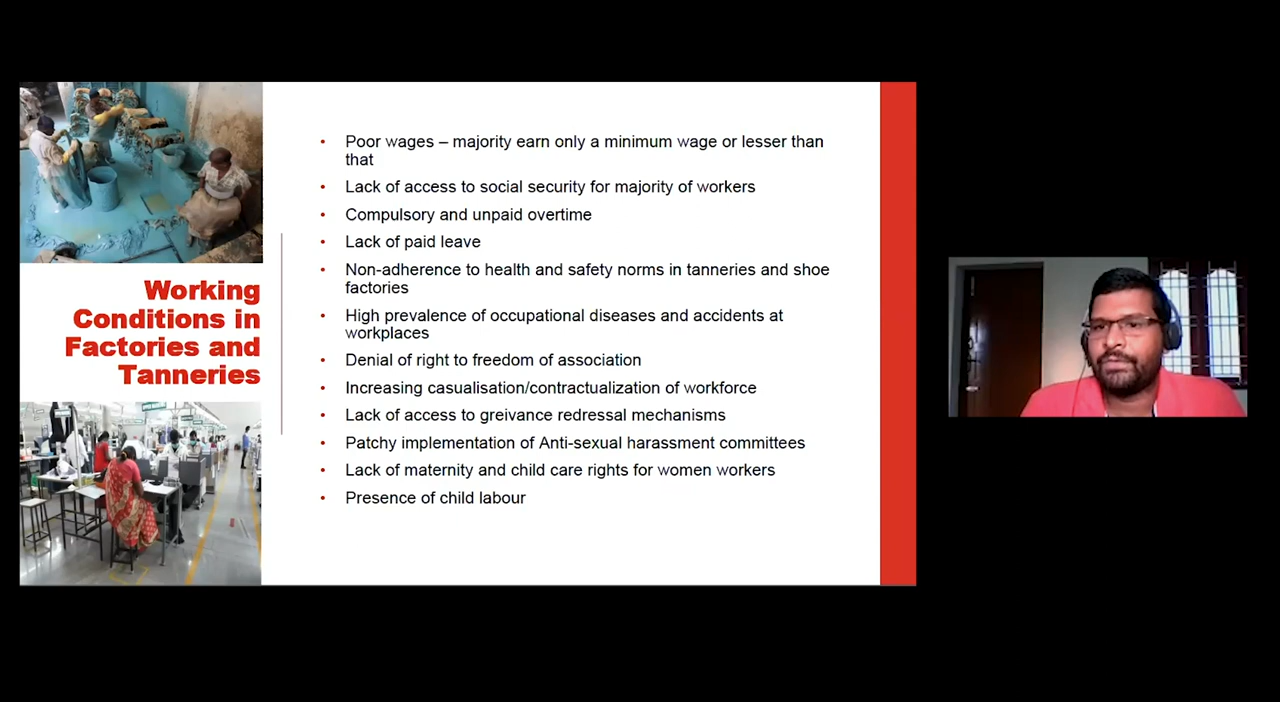 Working
Conditions in
Factories and
Tanneries
Poor wages – majority earn only a minimum wage or lesser than
that
Lack of access to social security for majority of workers
Compulsory and unpaid overtime
Lack of paid leave
Non-adherence to health and safety norms in tanneries and shoe
factories
High prevalence of occupational diseases and accidents at
workplaces
Denial of right to freedom of association
Increasing casualisation/contractualization of workforce
Lack of access to greivance redressal mechanisms
Patchy implementation of Anti-sexual harassment committees
Lack of maternity and child care rights for women workers
Presence of child labour